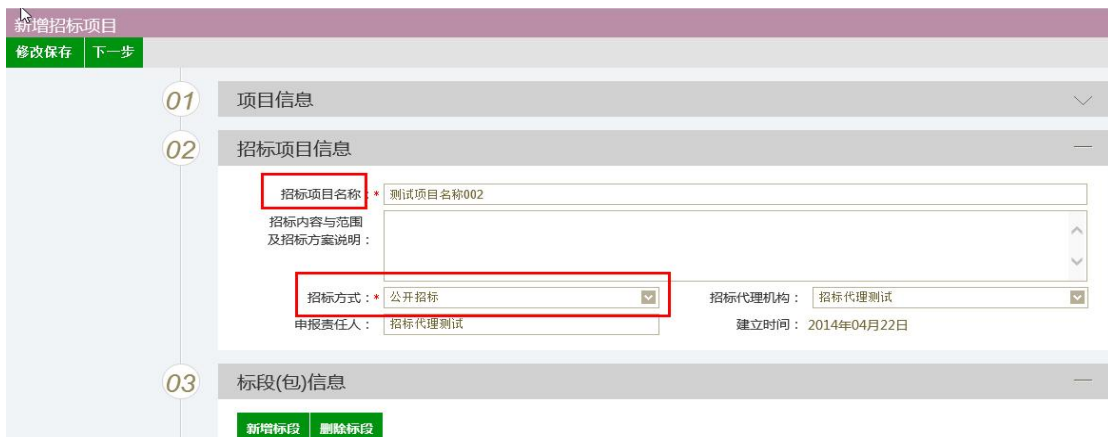 新增招标项目
修改保存 下一步
01 项目信息
02 招标项目信息
招标项目名称：* 测试项目名称002
招标内容与范围
及招标方案说明：
招标方式：* 公开招标 招标代理机构： 招标代理测试
申报责任人： 招标代理测试 建立时间： 2014年04月22日
03 标段(包)信息
新增标段 删除标段